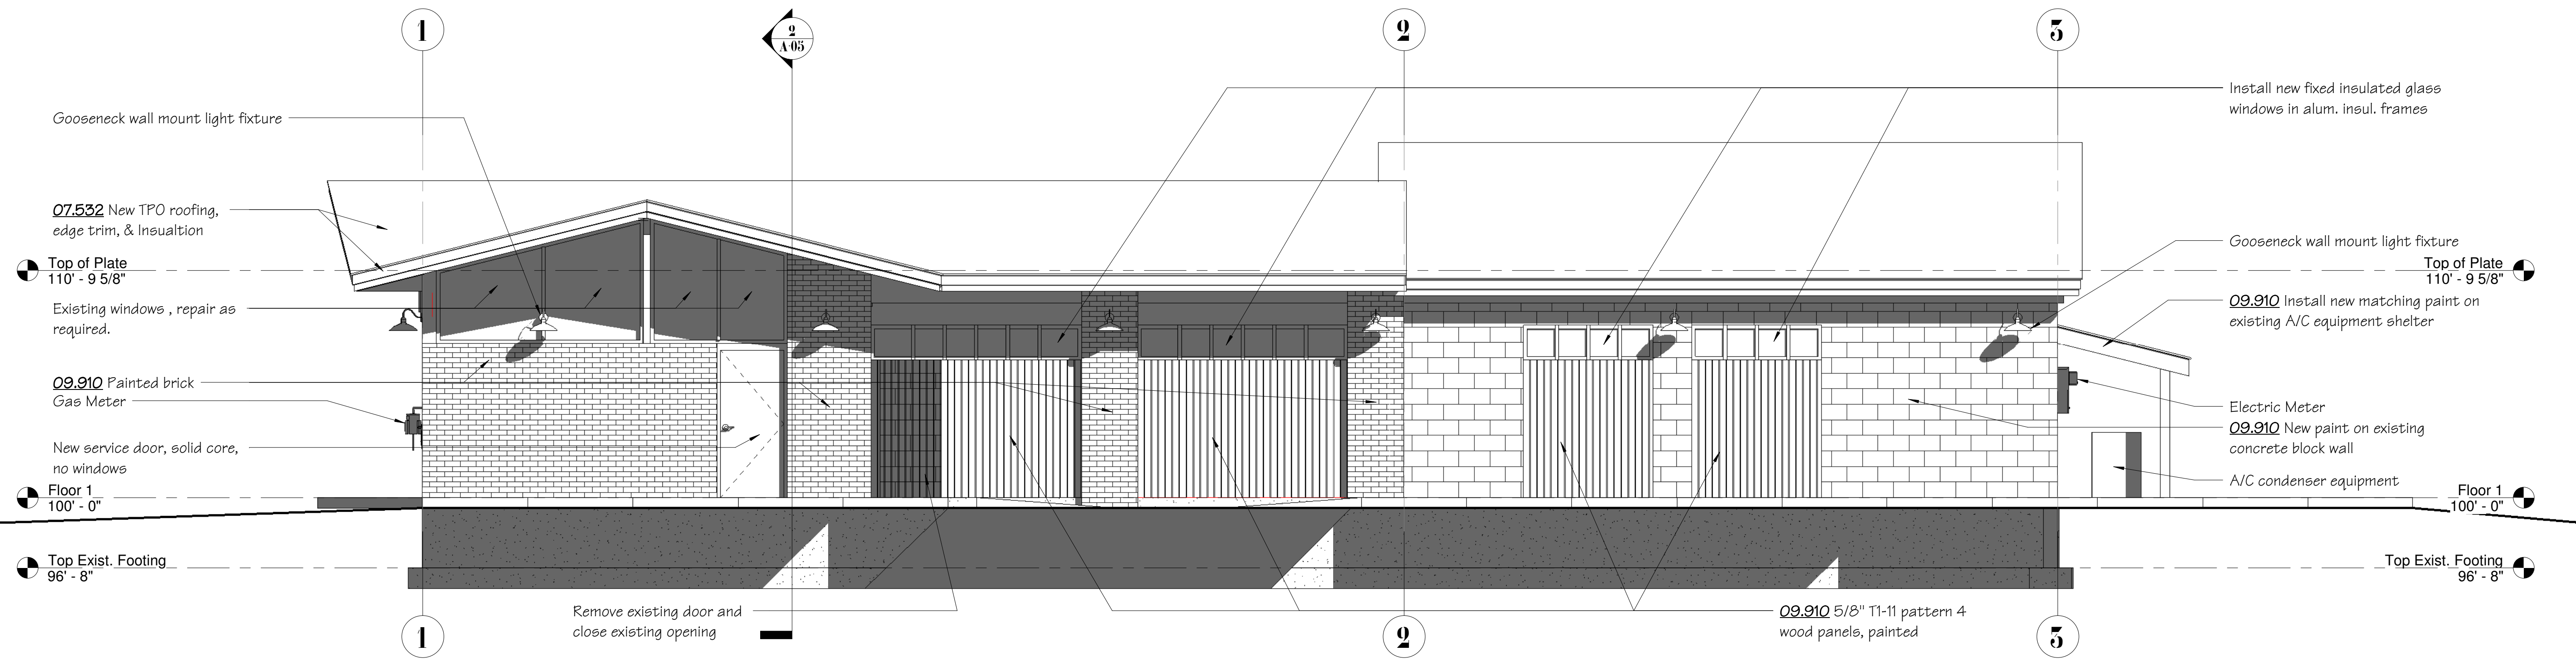 1
2
A-05
2
3
Install new fixed insulated glass
windows in alum. insul. frames
Gooseneck wall mount light fixture
07.532 New TPO roofing,
edge trim, & Insualtion
Gooseneck wall mount light fixture
Top of Plate
110' - 9 5/8"
Top of Plate
110' - 9 5/8"
Existing windows , repair as
required.
09.910 Install new matching paint on
existing A/C equipment shelter
09.910 Painted brick
Gas Meter
Electric Meter
09.910 New paint on existing
concrete block wall
New service door, solid core,
no windows
A/C condenser equipment
Floor 1
100' - 0"
Floor 1
100' - 0"
Top Exist. Footing
96' - 8"
Top Exist. Footing
96' - 8"
Remove existing door and
close existing opening
09.910 5/8" T1-11 pattern 4
wood panels, painted
1
2
3